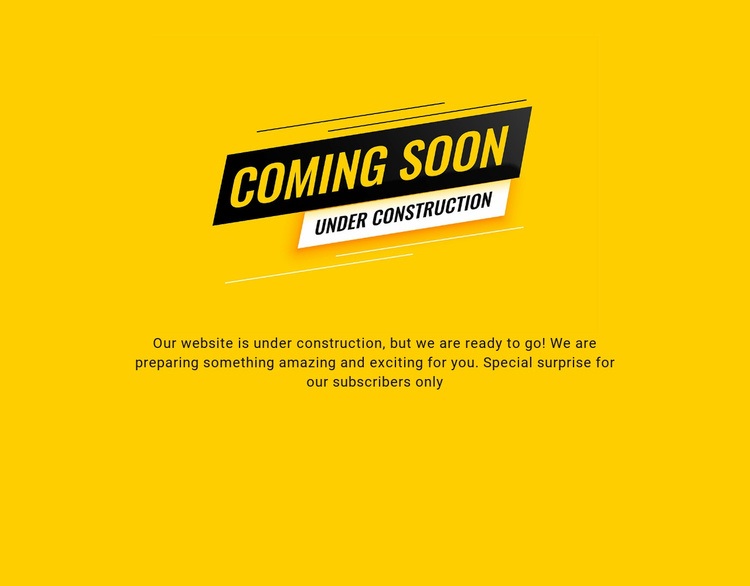 COMING SOON
UNDER CONSTRUCTION
Our website is under construction, but we are ready to go! We are
preparing something amazing and exciting for you. Special surprise for
our subscribers only